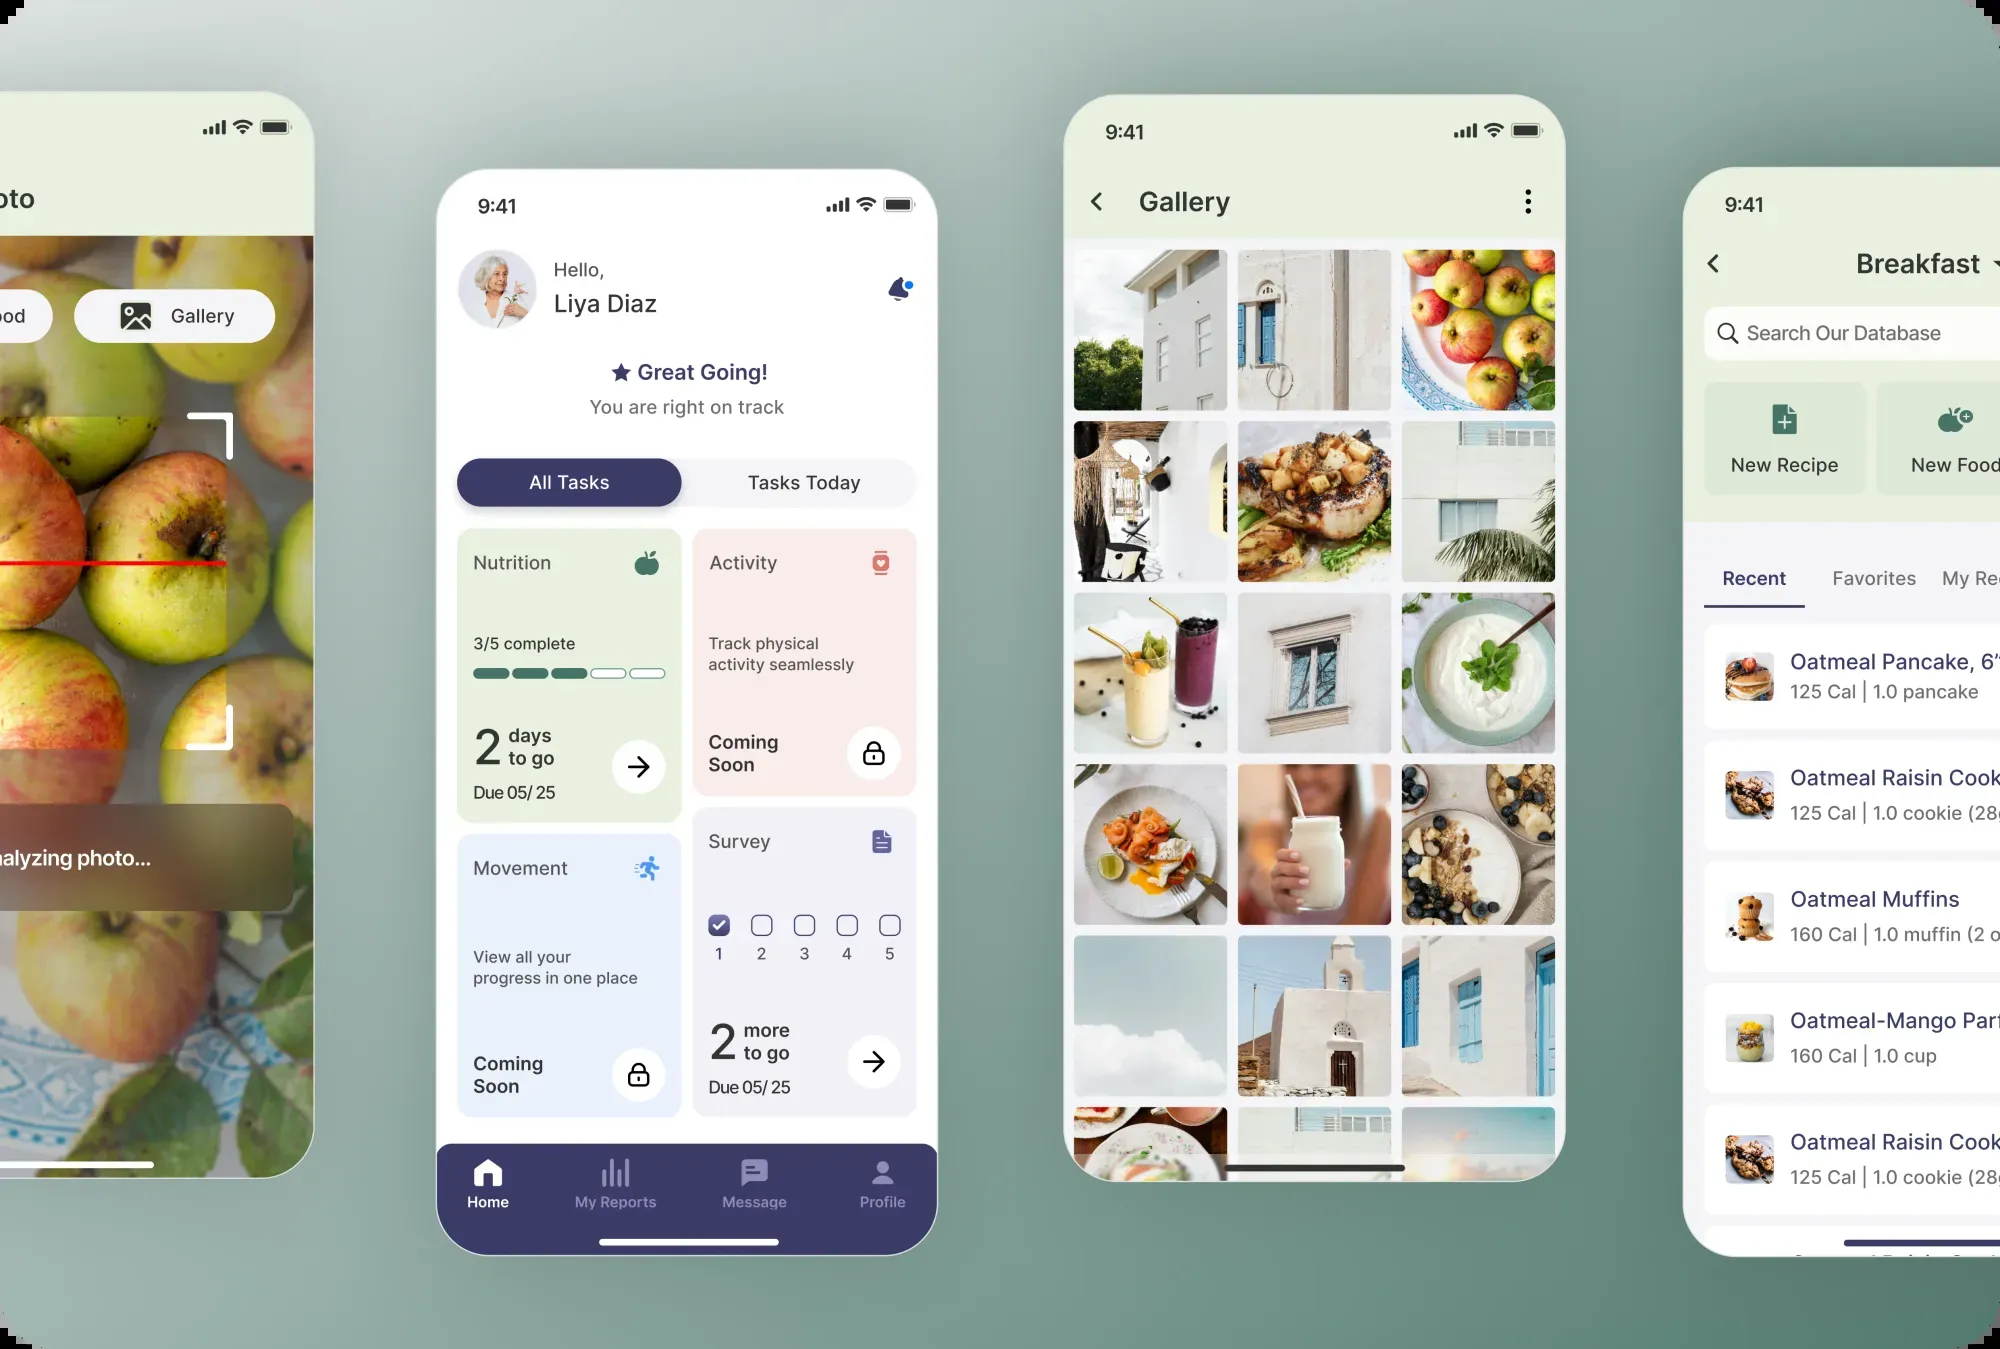 oto
ood
Gallery
nalyzing photo...
9:41
Hello,
Liya Diaz
Great Going!
You are right on track
All Tasks
Tasks Today
Nutrition
3/5 complete
2 days
to go
Due 05/ 25
Activity
Track physical
activity seamlessly
Coming
Soon
Movement
View all your
progress in one place
Coming
Soon
Survey
1 2 3 4 5
2 more
to go
Due 05/ 25
Home
My Reports
Message
Profile
9:41
Gallery
9:41
Breakfast
Search Our Database
New Recipe
New Food
Recent
Favorites
My Re
Oatmeal Pancake, 6”
125 Cal | 1.0 pancake
Oatmeal Raisin Cook
125 Cal | 1.0 cookie (28g
Oatmeal Muffins
160 Cal | 1.0 muffin (2 o
Oatmeal-Mango Parf
160 Cal | 1.0 cup
Oatmeal Raisin Cook
125 Cal | 1.0 cookie (28g